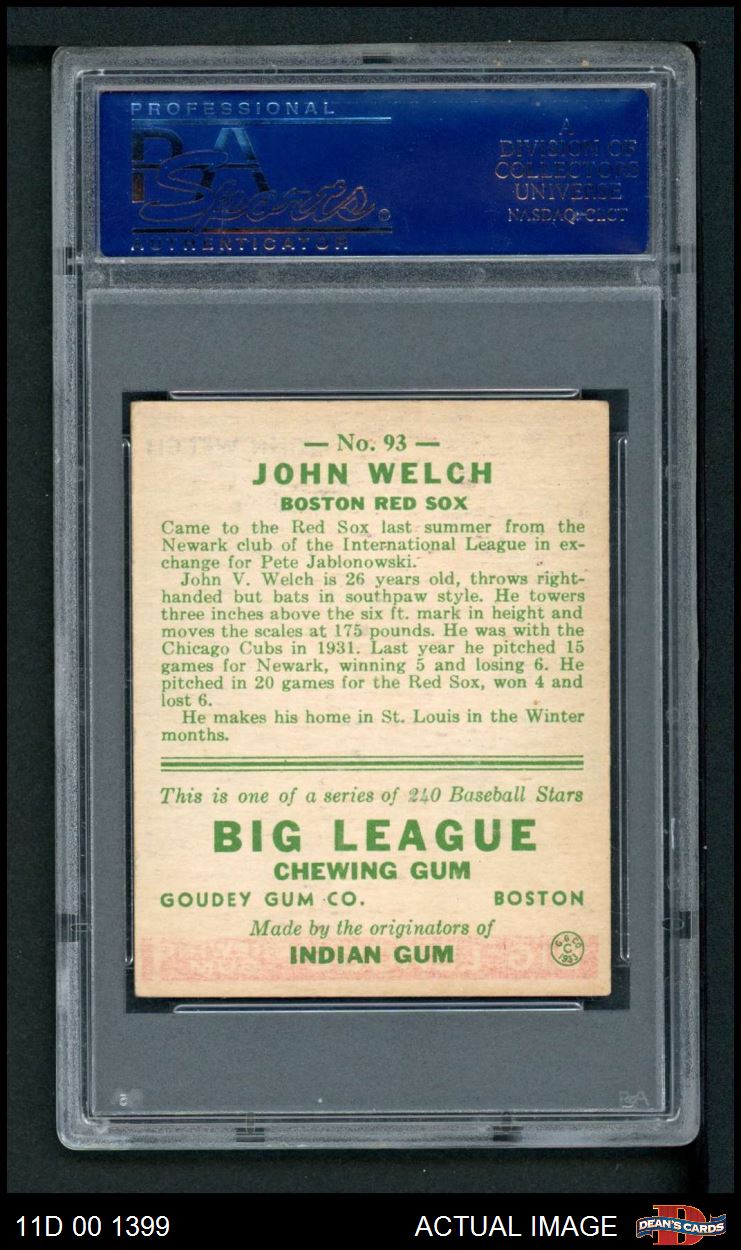 PROFESSIONAL
PSA
Sports®
AUTHENTICATOR
A
DIVISION OF
COLLECTORS
UNIVERSE
NASDAQ: CLCT
— No. 93 —
JOHN WELCH
BOSTON RED SOX
Came to the Red Sox last summer from the
Newark club of the International League in ex-
change for Pete Jablonowski.
John V. Welch is 26 years old, throws right-
handed but bats in southpaw style. He towers
three inches above the six ft. mark in height and
moves the scales at 175 pounds. He was with the
Chicago Cubs in 1931. Last year he pitched 15
games for Newark, winning 5 and losing 6. He
pitched in 20 games for the Red Sox, won 4 and
lost 6.
He makes his home in St. Louis in the Winter
months.
This is one of a series of 240 Baseball Stars
BIG LEAGUE
CHEWING GUM
GOUDEY GUM CO. BOSTON
Made by the originators of
INDIAN GUM
G.G.CO.
C
1933
PSA
11D 00 1399
ACTUAL IMAGE
DEAN'S CARDS